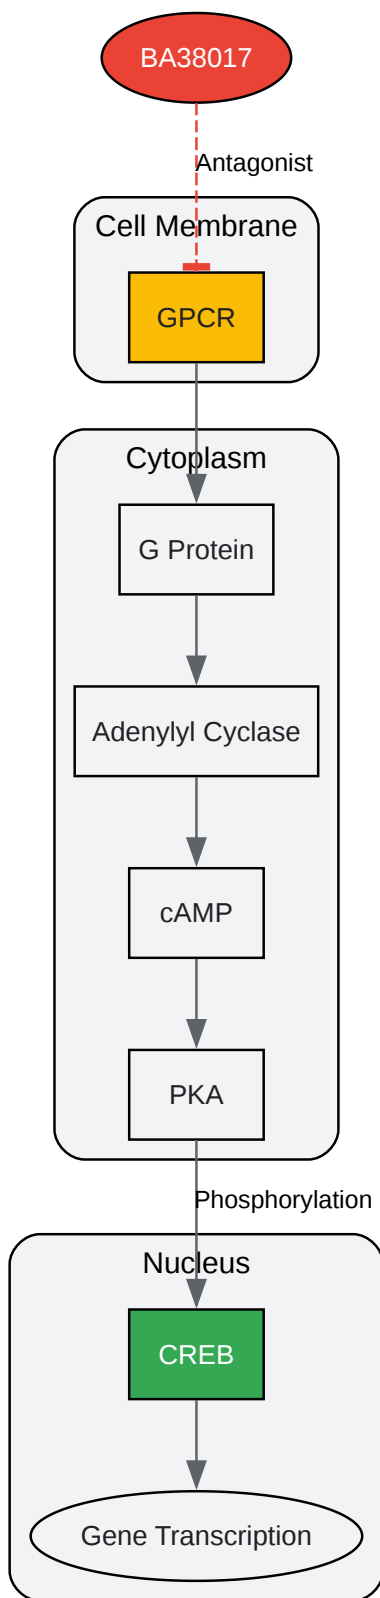 BA38017
Antagonist
Cell Membrane
GPCR
Cytoplasm
G Protein
Adenylyl Cyclase
cAMP
PKA
Phosphorylation
Nucleus
CREB
Gene Transcription